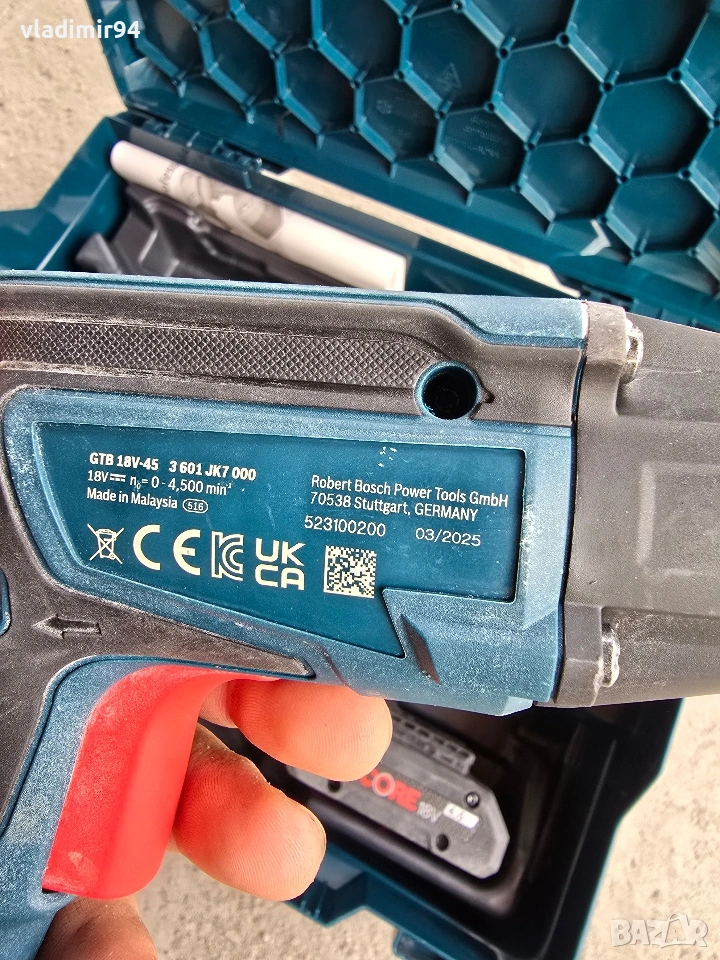 vladimir94
GTB 18V-45 3 601 JK7 000
18V⎓ n₀= 0 - 4,500 min⁻¹
Made in Malaysia 516
Robert Bosch Power Tools GmbH
70538 Stuttgart, GERMANY
523100200 03/2025
CE UK
CA
CORE 18V
BAZAR